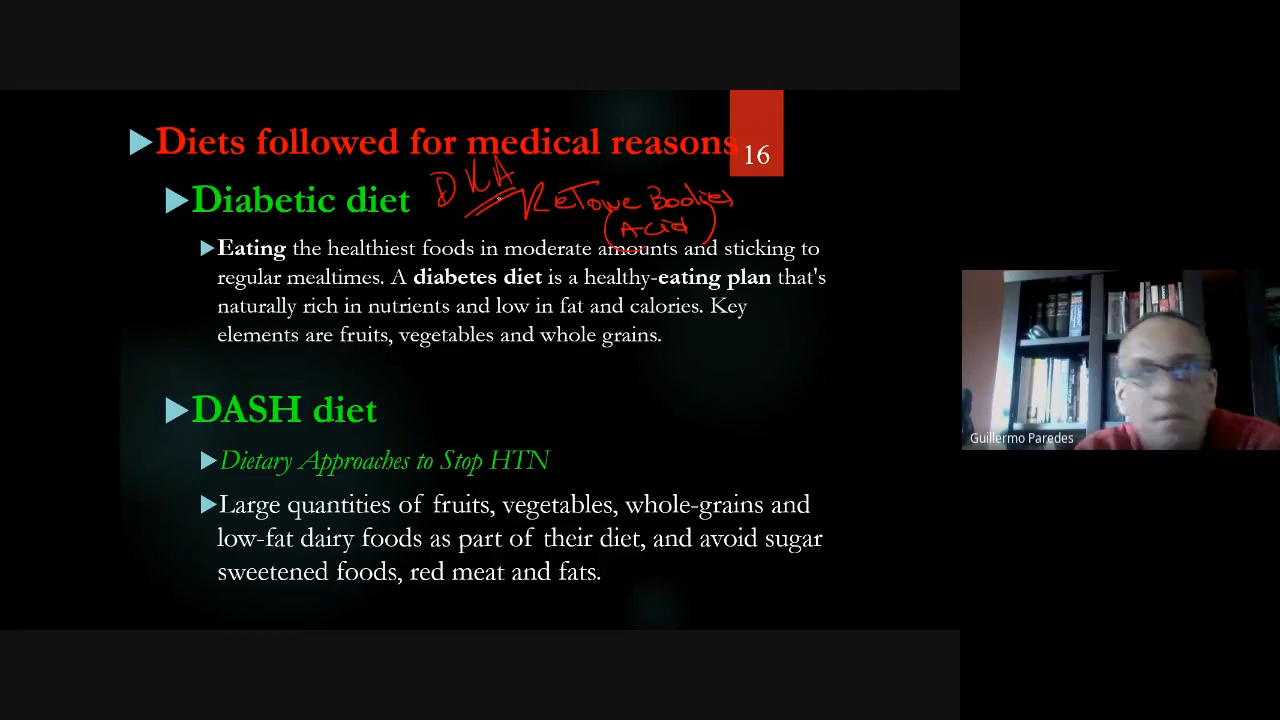 Diets followed for medical reasons
16
Diabetic diet
DKA
Ketone Bodies
(Acid)
Eating the healthiest foods in moderate amounts and sticking to
regular mealtimes. A diabetes diet is a healthy-eating plan that's
naturally rich in nutrients and low in fat and calories. Key
elements are fruits, vegetables and whole grains.
DASH diet
Dietary Approaches to Stop HTN
Large quantities of fruits, vegetables, whole-grains and
low-fat dairy foods as part of their diet, and avoid sugar
sweetened foods, red meat and fats.
Guillermo Paredes